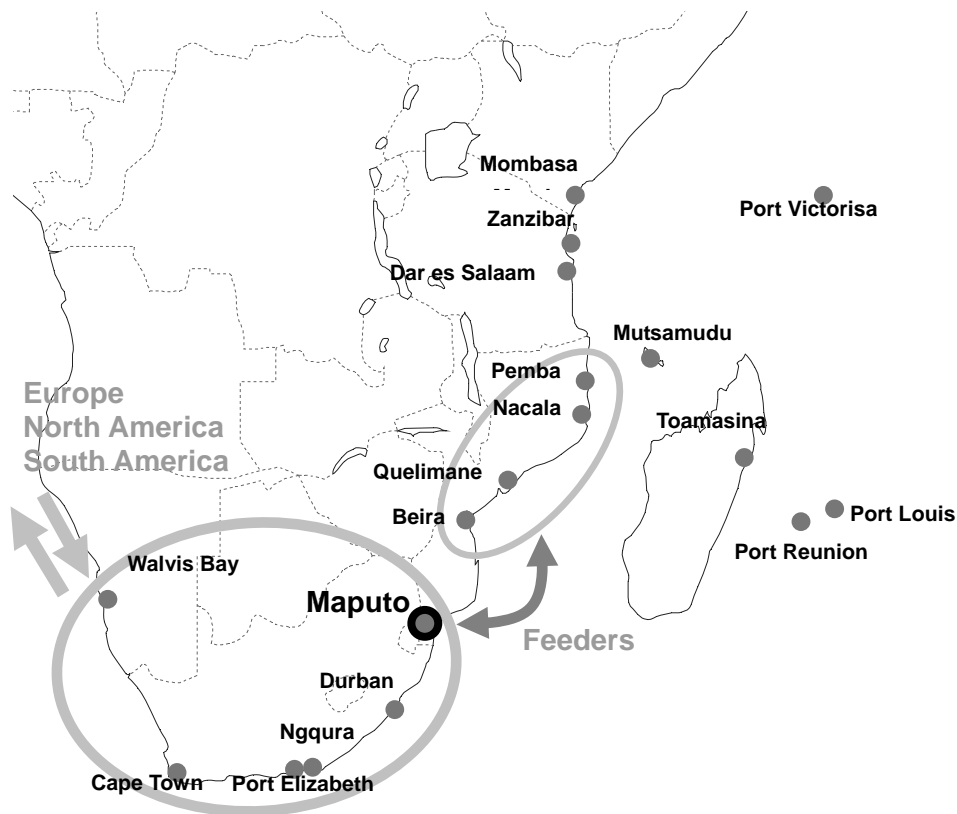 Mombasa
Zanzibar
Port Victorisa
Dar es Salaam
Mutsamudu
Pemba
Europe
Nacala
North America
Toamasina
South America
Quelimane
Beira
Port Louis
Port Reunion
Walvis Bay
Maputo
Feeders
Durban
Ngqura
Cape Town
Port Elizabeth